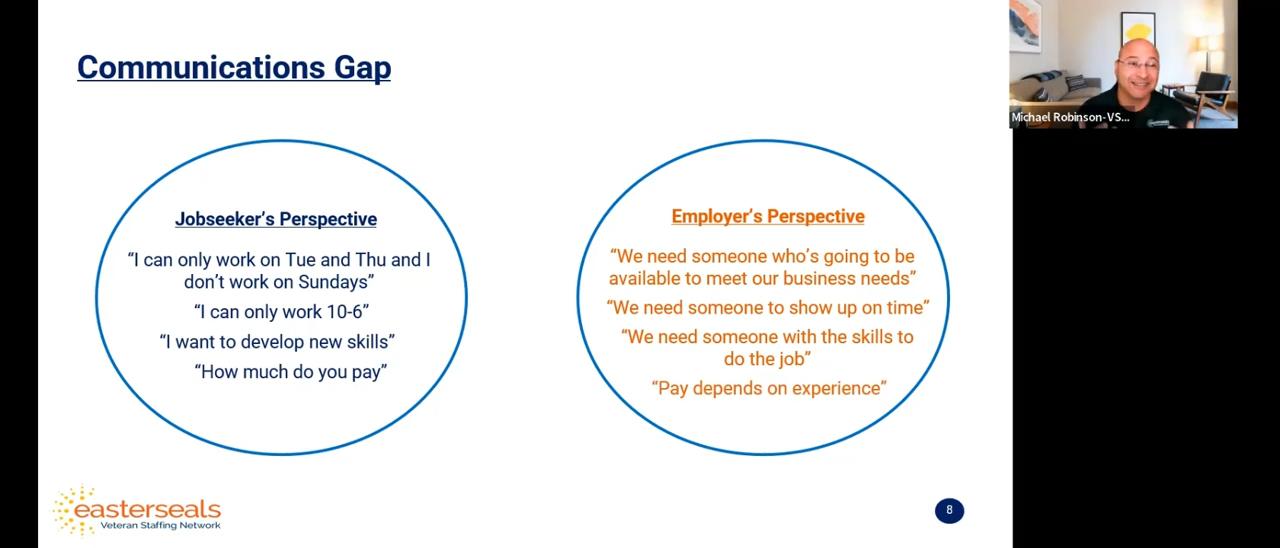 Communications Gap
Jobseeker’s Perspective
“I can only work on Tue and Thu and I
don’t work on Sundays”
“I can only work 10-6”
“I want to develop new skills”
“How much do you pay”
Employer’s Perspective
“We need someone who’s going to be
available to meet our business needs”
“We need someone to show up on time”
“We need someone with the skills to
do the job”
“Pay depends on experience”
Michael Robinson-VS...
easterseals
Veteran Staffing Network
8